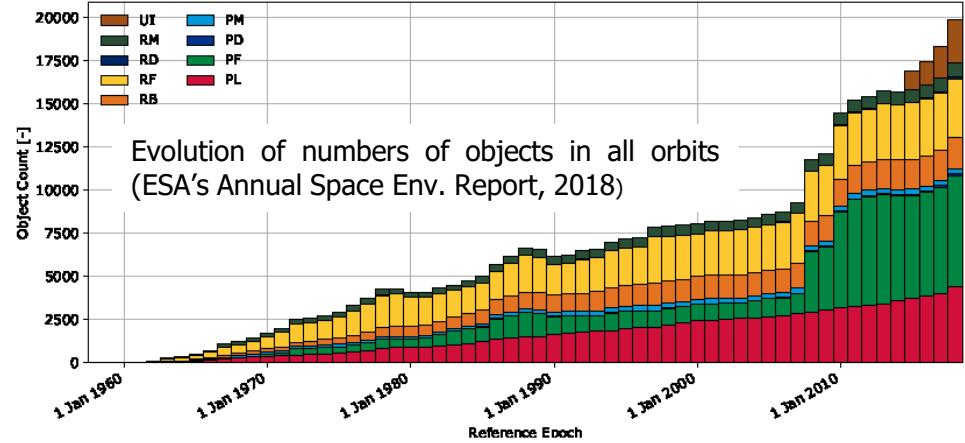 20000
17500
15000
12500
10000
7500
5000
2500
0
Object Count [-]
UI PM
RM PD
RD PF
RF PL
RB
Evolution of numbers of objects in all orbits
(ESA's Annual Space Env. Report, 2018)
1 Jan 1960 1 Jan 1970 1 Jan 1980 1 Jan 1990 1 Jan 2000 1 Jan 2010
Reference Epoch